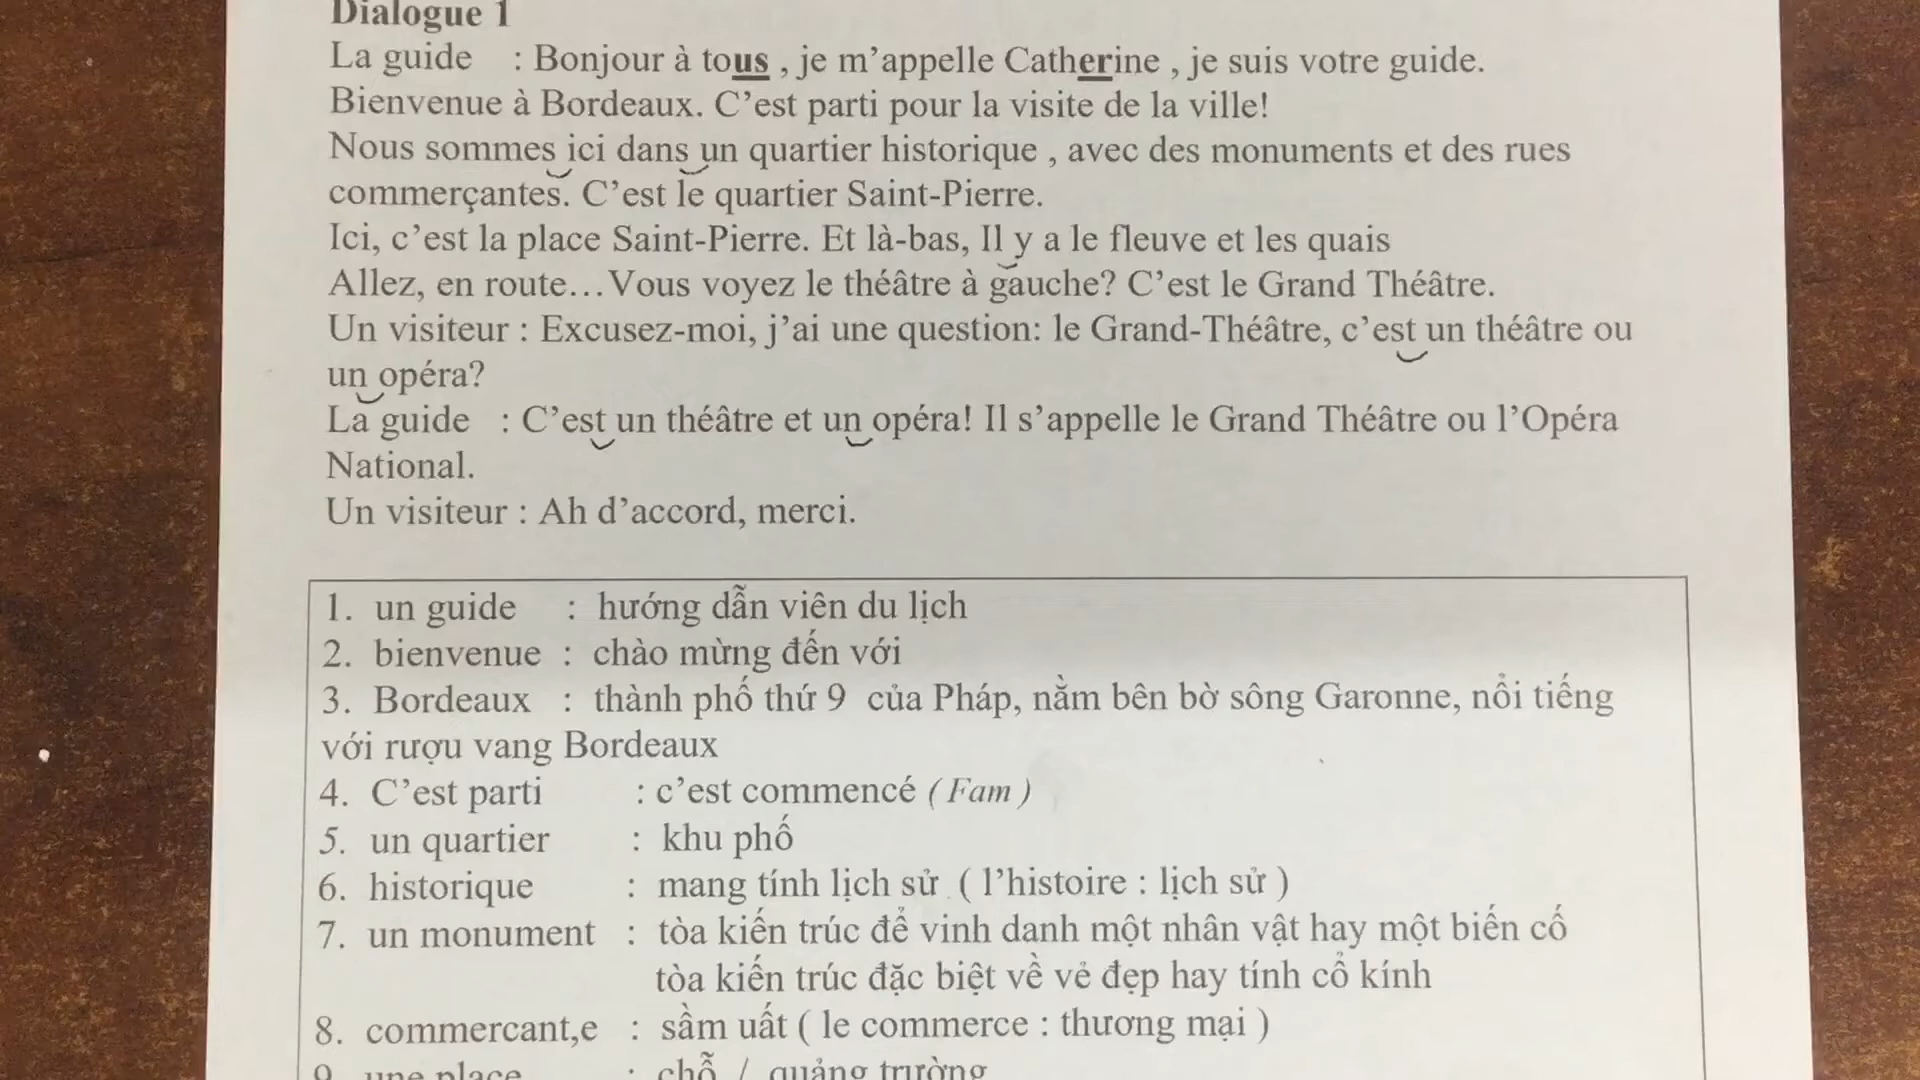 Dialogue 1
La guide : Bonjour à tous , je m’appelle Catherine , je suis votre guide.
Bienvenue à Bordeaux. C’est parti pour la visite de la ville!
Nous sommes ici dans un quartier historique , avec des monuments et des rues
commerçantes. C’est le quartier Saint-Pierre.
Ici, c’est la place Saint-Pierre. Et là-bas, Il y a le fleuve et les quais
Allez, en route…Vous voyez le théâtre à gauche? C’est le Grand Théâtre.
Un visiteur : Excusez-moi, j’ai une question: le Grand-Théâtre, c’est un théâtre ou
un opéra?
La guide : C’est un théâtre et un opéra! Il s’appelle le Grand Théâtre ou l’Opéra
National.
Un visiteur : Ah d’accord, merci.
1. un guide : hướng dẫn viên du lịch
2. bienvenue : chào mừng đến với
3. Bordeaux : thành phố thứ 9 của Pháp, nằm bên bờ sông Garonne, nổi tiếng
với rượu vang Bordeaux
4. C’est parti : c’est commencé ( Fam )
5. un quartier : khu phố
6. historique : mang tính lịch sử ( l’histoire : lịch sử )
7. un monument : tòa kiến trúc để vinh danh một nhân vật hay một biến cố
tòa kiến trúc đặc biệt về vẻ đẹp hay tính cổ kính
8. commercant,e : sầm uất ( le commerce : thương mại )
9. une place : chỗ / quảng trường